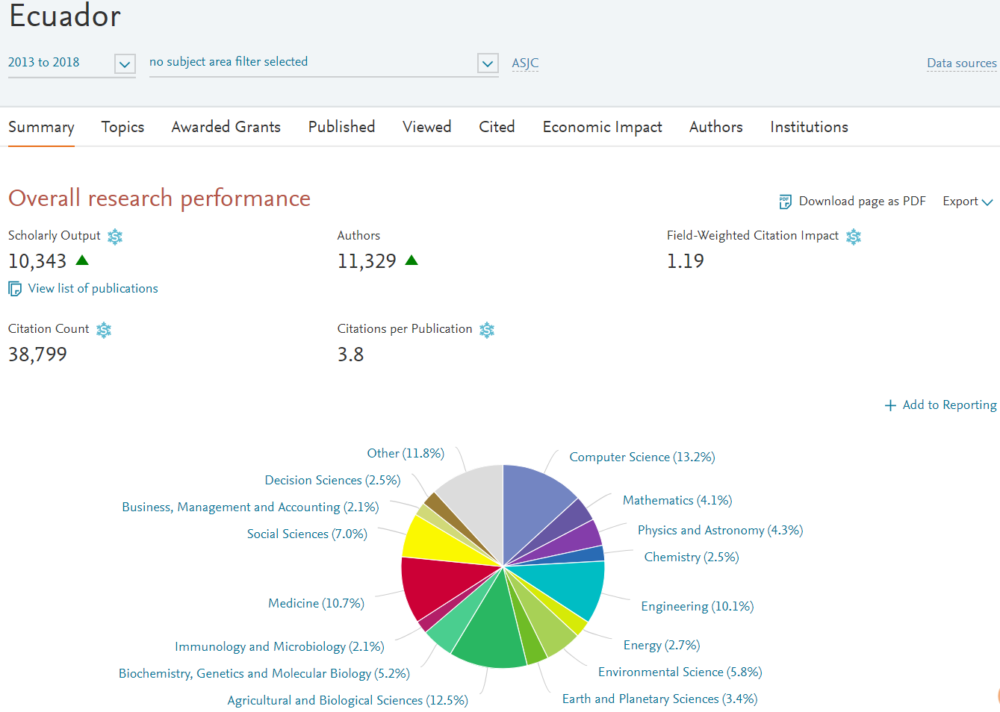 Ecuador
2013 to 2018
no subject area filter selected
ASJC
Data sources
Summary Topics Awarded Grants Published Viewed Cited Economic Impact Authors Institutions
Overall research performance
PDF Download page as PDF Export
Scholarly Output S
10,343
View list of publications
Authors
11,329
Field-Weighted Citation Impact S
1.19
Citation Count S
38,799
Citations per Publication S
3.8
+ Add to Reporting
Other (11.8%)
Computer Science (13.2%)
Decision Sciences (2.5%)
Mathematics (4.1%)
Business, Management and Accounting (2.1%)
Physics and Astronomy (4.3%)
Social Sciences (7.0%)
Chemistry (2.5%)
Medicine (10.7%)
Engineering (10.1%)
Immunology and Microbiology (2.1%)
Energy (2.7%)
Biochemistry, Genetics and Molecular Biology (5.2%)
Environmental Science (5.8%)
Agricultural and Biological Sciences (12.5%)
Earth and Planetary Sciences (3.4%)